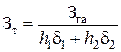 З_т = З_га / (h_1δ_1 + h_2δ_2)